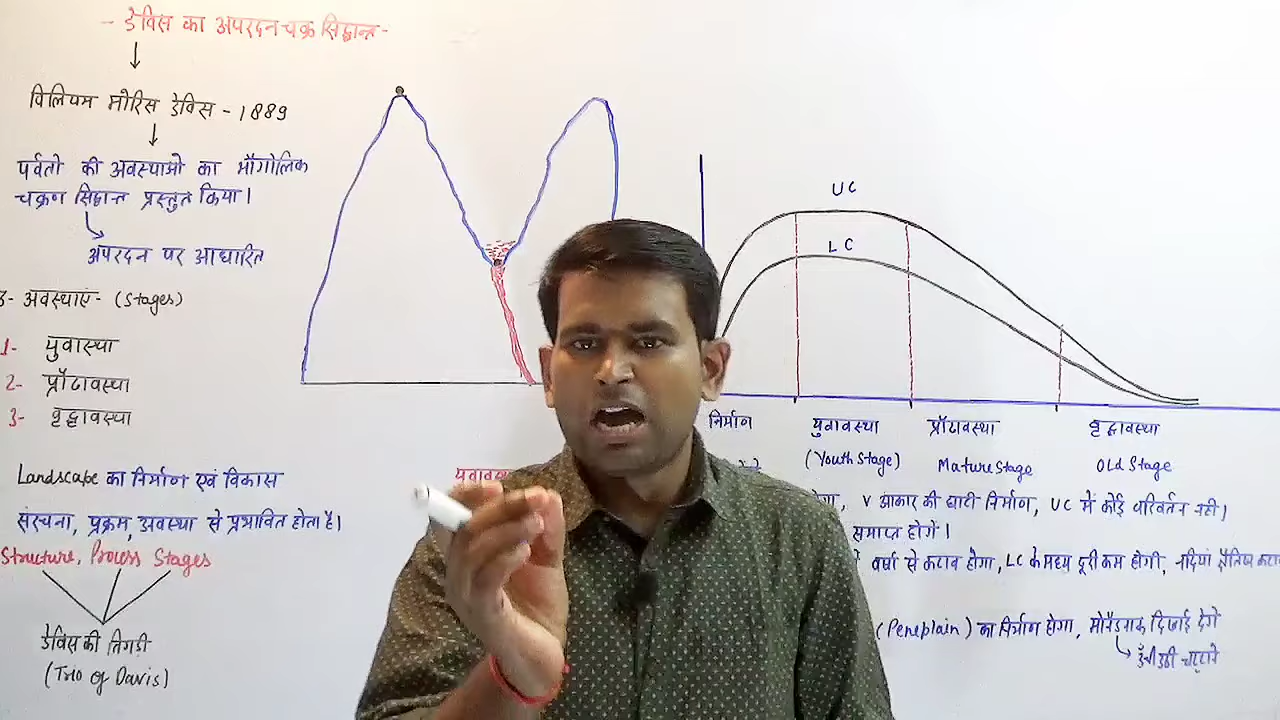 - डेविस का अपरदन चक्र सिद्धान्त -
विलियम मोरिस डेविस - 1889
पर्वतो की अवस्थाओ का भौगोलिक
चक्रण सिद्वान्त प्रस्तुत किया।
अपरदन पर आधारित
3- अवस्थाएं - (Stages)
1- युवास्था
2- प्रौढावस्था
3- वृद्धावस्था
Landscape का निर्माण एवं विकास
संरचना, प्रक्रम, अवस्था से प्रभावित होता है।
Structure, Process Stages
डेविस की तिगडी
(Trio of Davis)
UC
LC
निर्माण
युवावस्था
(Youth Stage)
प्रौढावस्था
Mature Stage
वृद्धावस्था
Old Stage
V आकार की घाटी निर्माण, UC में कोई परिवर्तन नही।
समाप्त होगें।
वर्षा से कटाव होगा, LC के मध्य दूरी कम होगी, नदियां क्षैतिज
(Peneplain) का निर्माण होगा, मोनैडनाक दिखाई देगें
ऊँची उठी चट्टाने